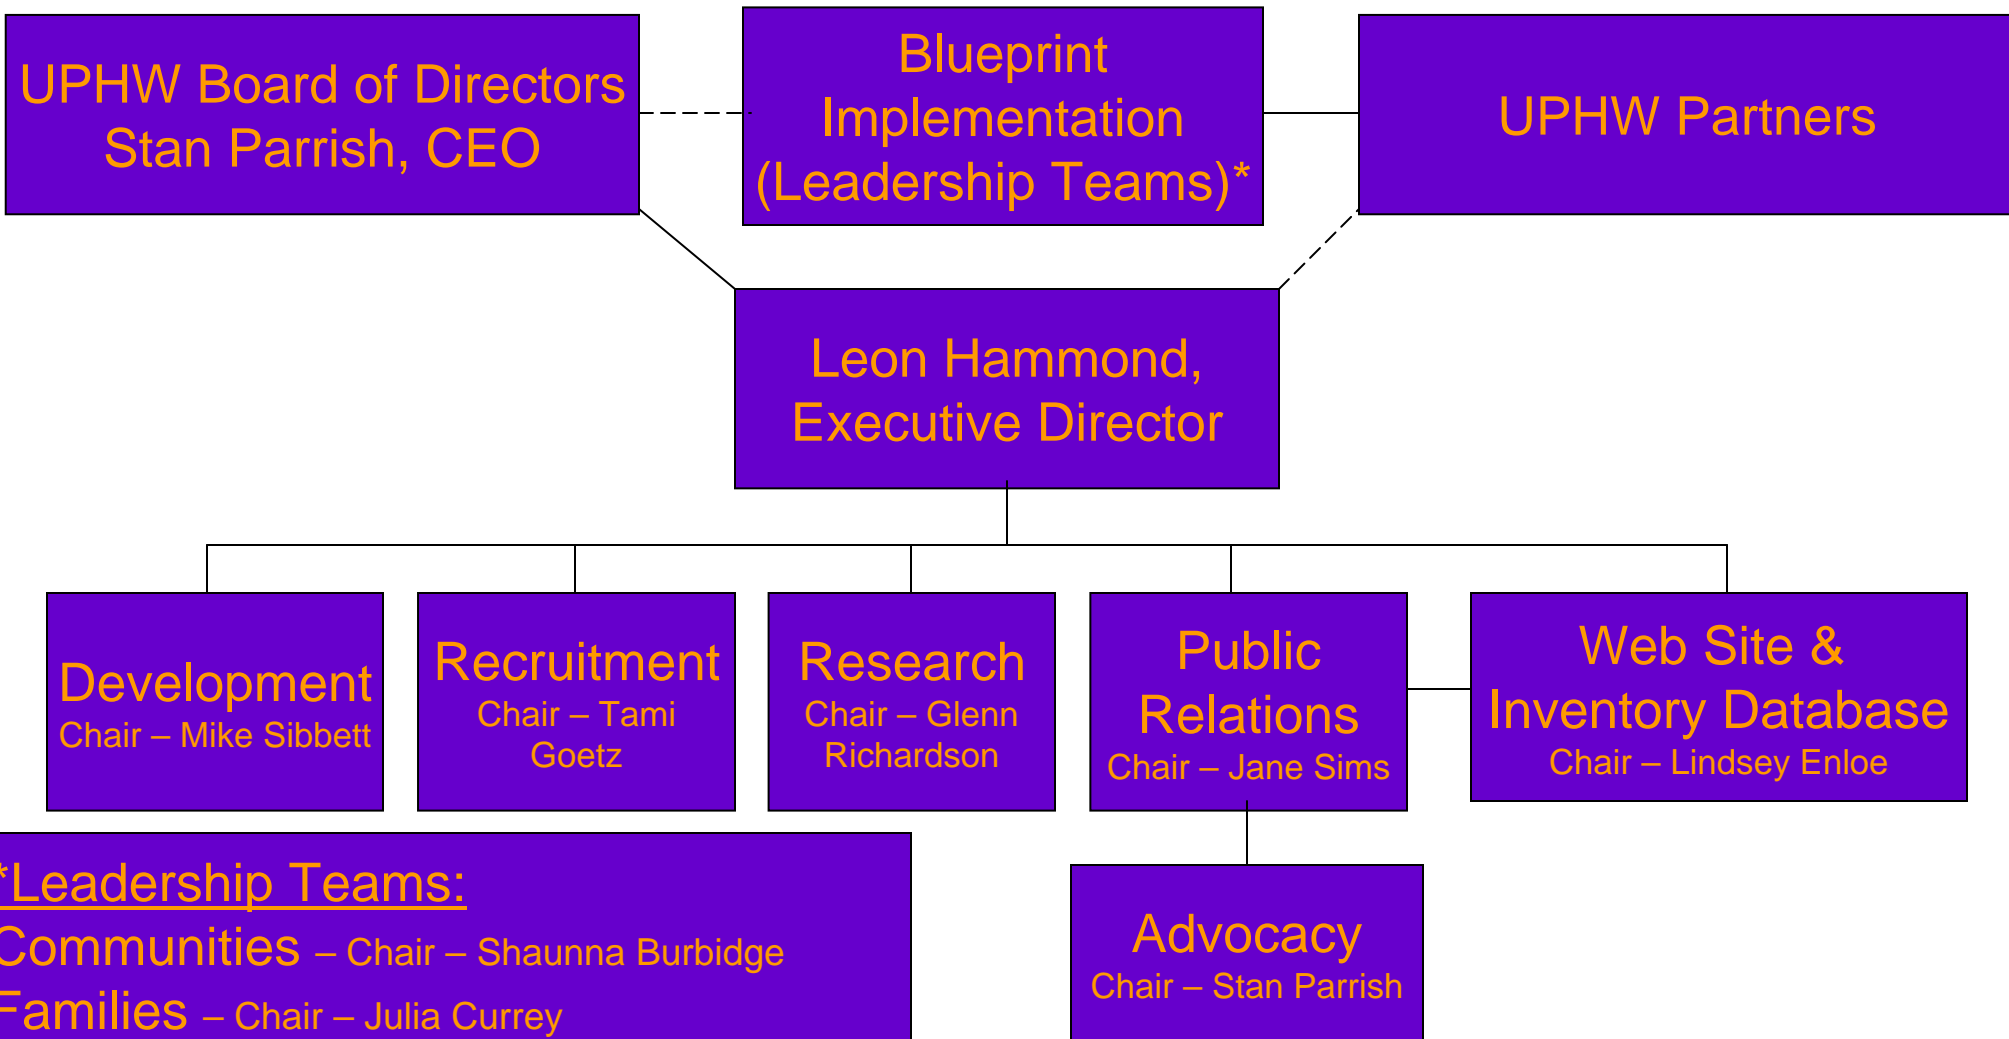 UPHW Board of Directors
Stan Parrish, CEO
Blueprint
Implementation
(Leadership Teams)*
UPHW Partners
Leon Hammond,
Executive Director
Development
Chair – Mike Sibbett
Recruitment
Chair – Tami
Goetz
Research
Chair – Glenn
Richardson
Public
Relations
Chair – Jane Sims
Web Site &
Inventory Database
Chair – Lindsey Enloe
*Leadership Teams:
Communities – Chair – Shaunna Burbidge
Families – Chair – Julia Currey
Advocacy
Chair – Stan Parrish